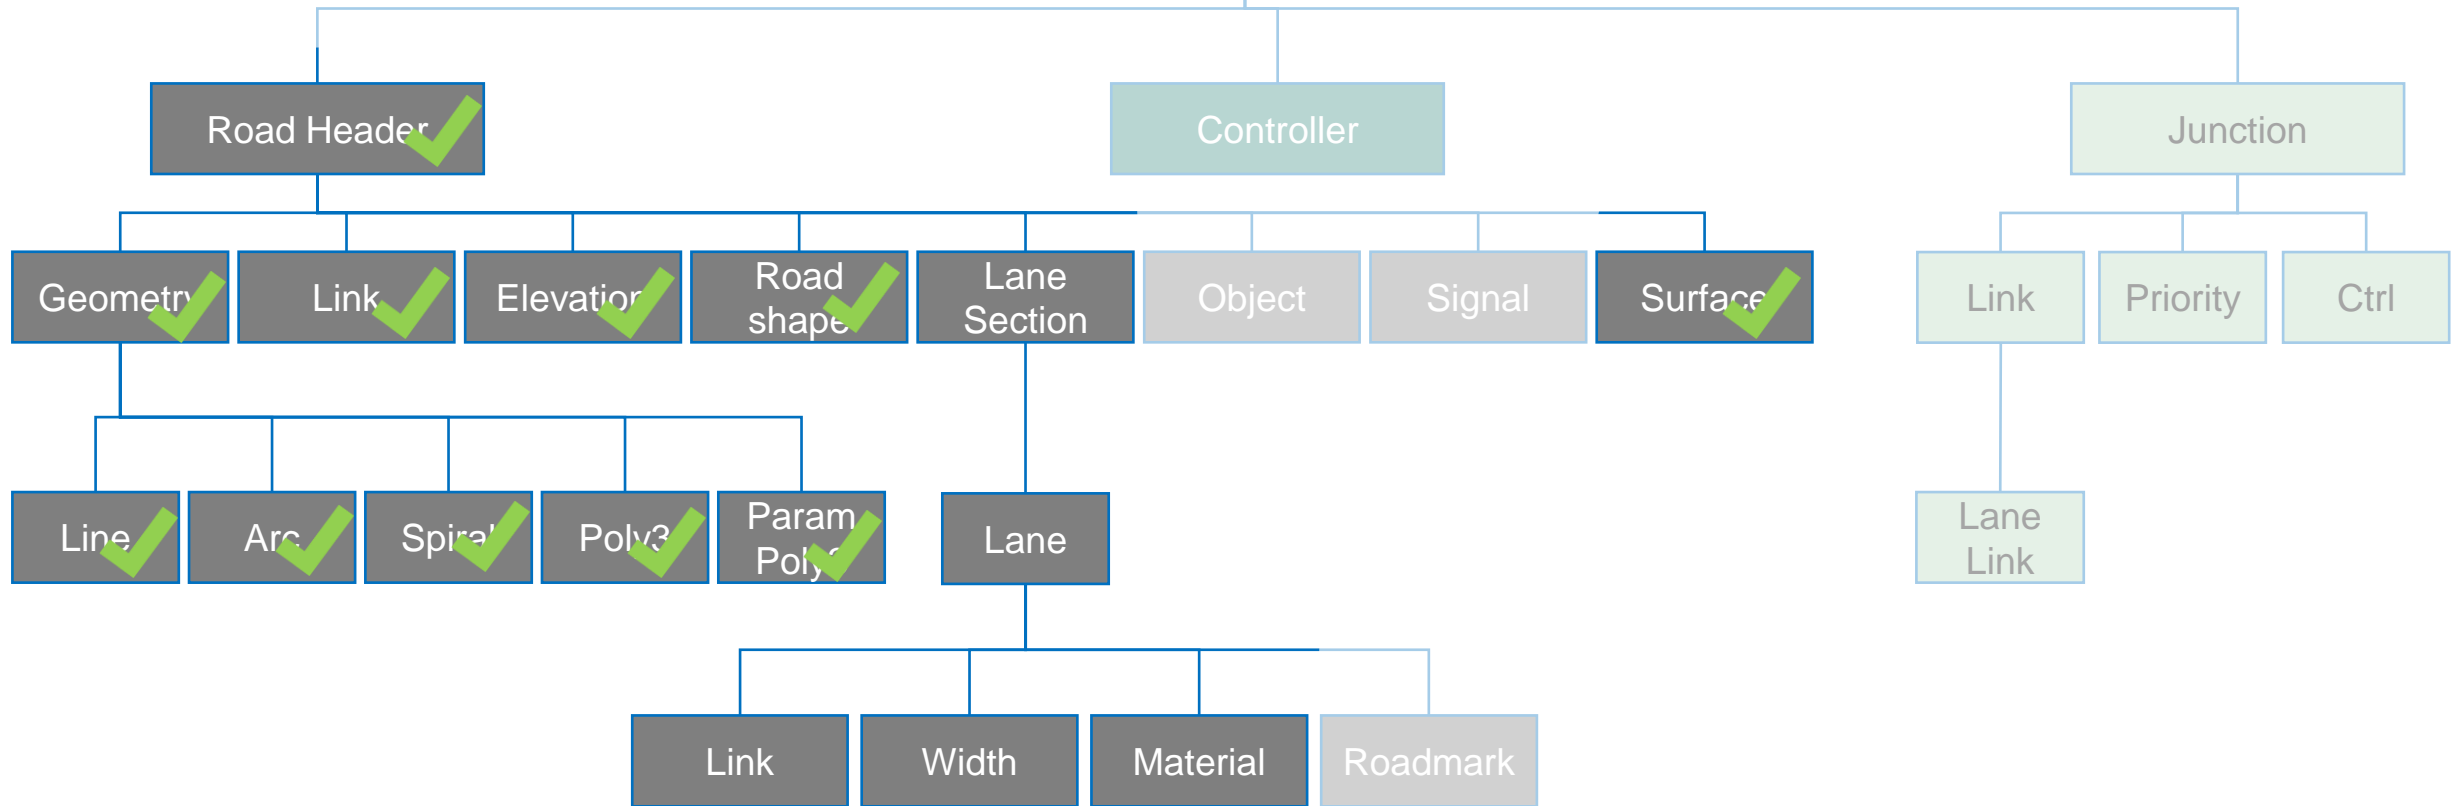 Road Header
Controller
Junction
Geometry
Link
Elevation
Road
shape
Lane
Section
Object
Signal
Surface
Link
Priority
Ctrl
Line
Arc
Spiral
Poly3
Param
Poly3
Lane
Lane
Link
Link
Width
Material
Roadmark